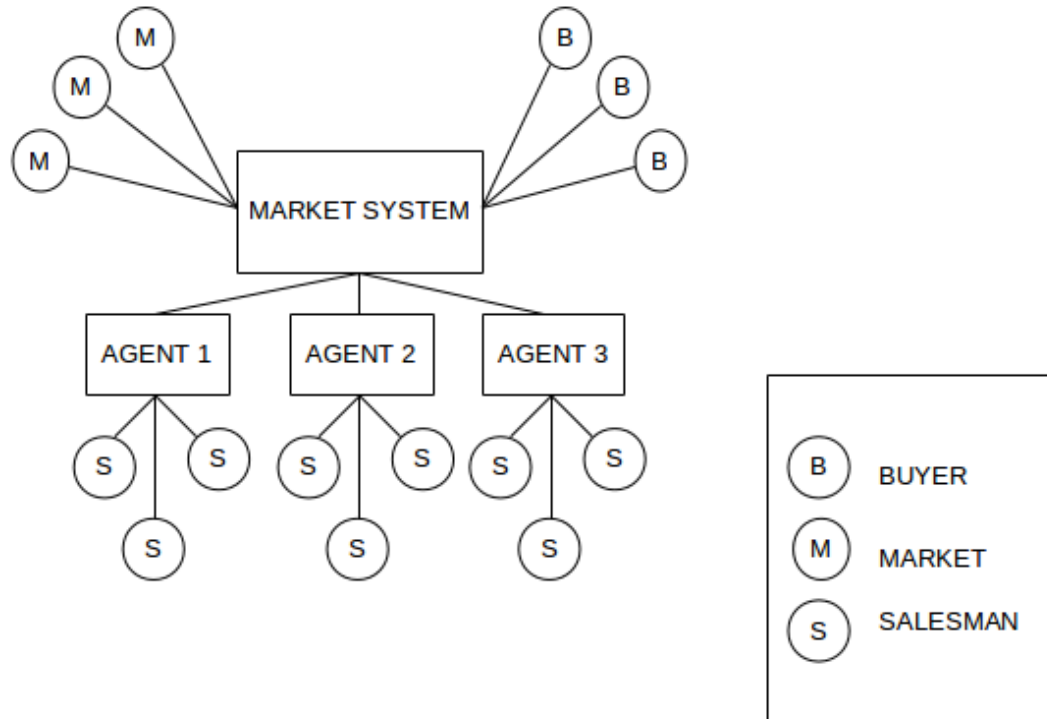 M
B
M
B
M
B
MARKET SYSTEM
AGENT 1
AGENT 2
AGENT 3
S
S
S
S
S
S
S
S
S
B BUYER
M MARKET
S SALESMAN